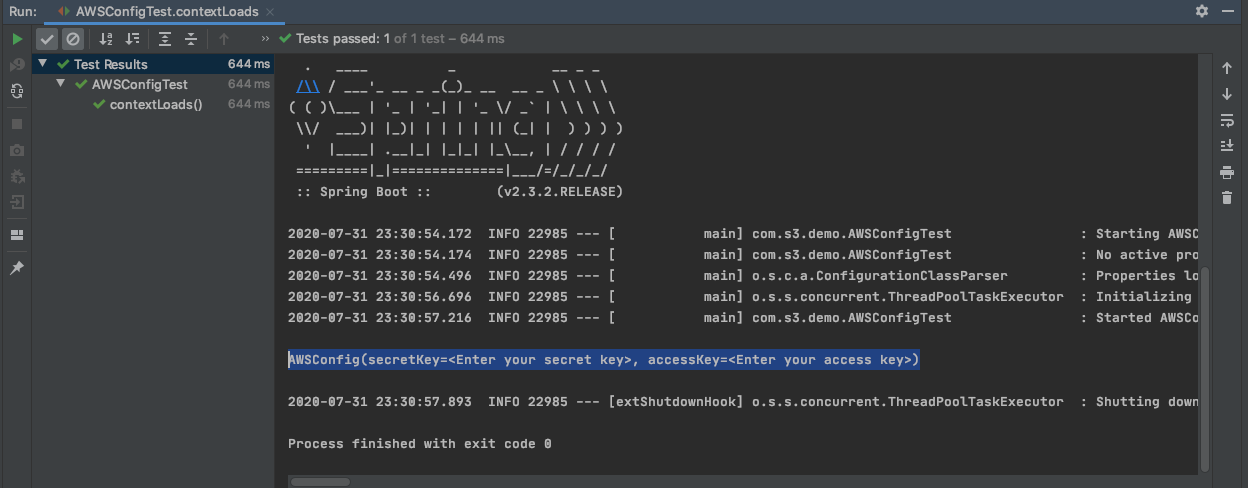 Run: AWSConfigTest.contextLoads ×
Tests passed: 1 of 1 test – 644 ms
Test Results 644 ms
AWSConfigTest 644 ms
contextLoads() 644 ms
  .   ____          _            __ _ _
 /\\ / ___'_ __ _ _(_)_ __  __ _ \ \ \ \
( ( )\___ | '_ | '_| | '_ \/ _` | \ \ \ \
 \\/  ___)| |_)| | | | | || (_| |  ) ) ) )
  '  |____| .__|_| |_|_| |_\__, | / / / /
 =========|_|==============|___/=/_/_/_/
 :: Spring Boot ::        (v2.3.2.RELEASE)
2020-07-31 23:30:54.172  INFO 22985 --- [           main] com.s3.demo.AWSConfigTest                : Starting AWSC
2020-07-31 23:30:54.174  INFO 22985 --- [           main] com.s3.demo.AWSConfigTest                : No active pro
2020-07-31 23:30:54.496  INFO 22985 --- [           main] o.s.c.a.ConfigurationClassParser         : Properties lo
2020-07-31 23:30:56.696  INFO 22985 --- [           main] o.s.s.concurrent.ThreadPoolTaskExecutor  : Initializing
2020-07-31 23:30:57.216  INFO 22985 --- [           main] com.s3.demo.AWSConfigTest                : Started AWSCo
AWSConfig(secretKey=<Enter your secret key>, accessKey=<Enter your access key>)
2020-07-31 23:30:57.893  INFO 22985 --- [extShutdownHook] o.s.s.concurrent.ThreadPoolTaskExecutor  : Shutting down
Process finished with exit code 0